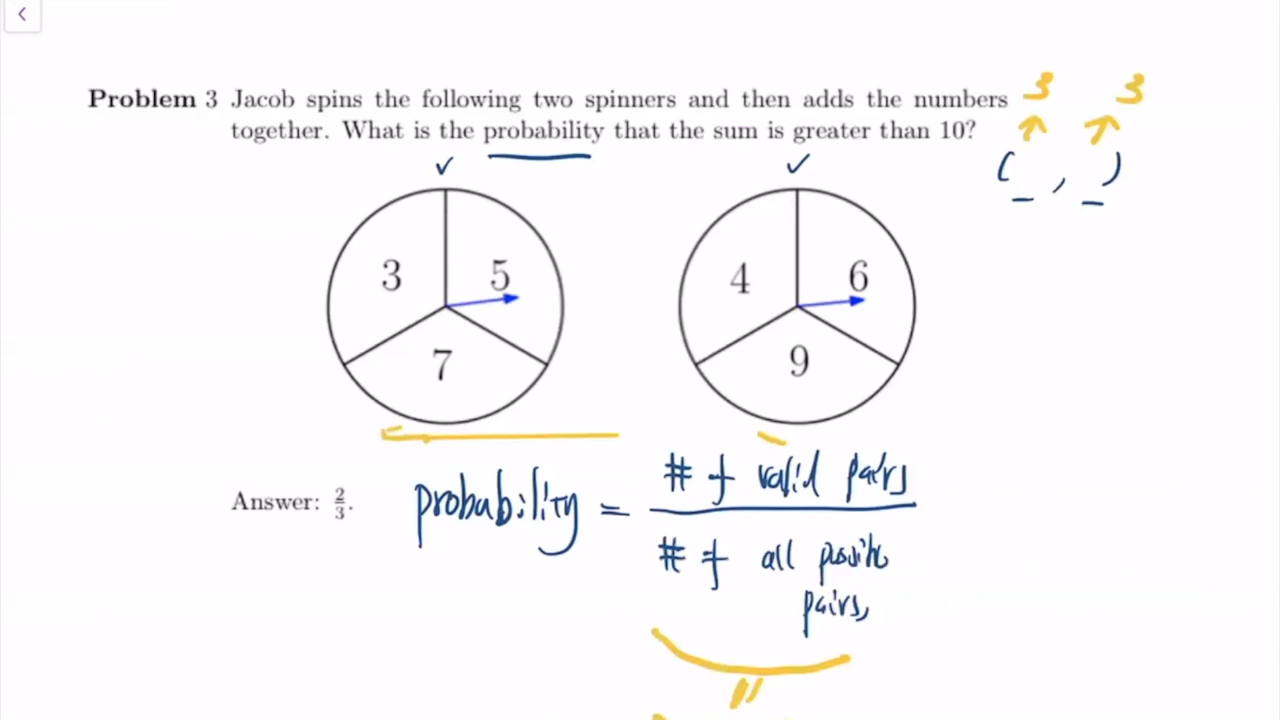 Problem 3 Jacob spins the following two spinners and then adds the numbers
together. What is the probability that the sum is greater than 10?
3 3
( _ , _ )
3 5
7
4 6
9
Answer: 2/3.
probability = # of valid pairs
# of all possible
pairs,